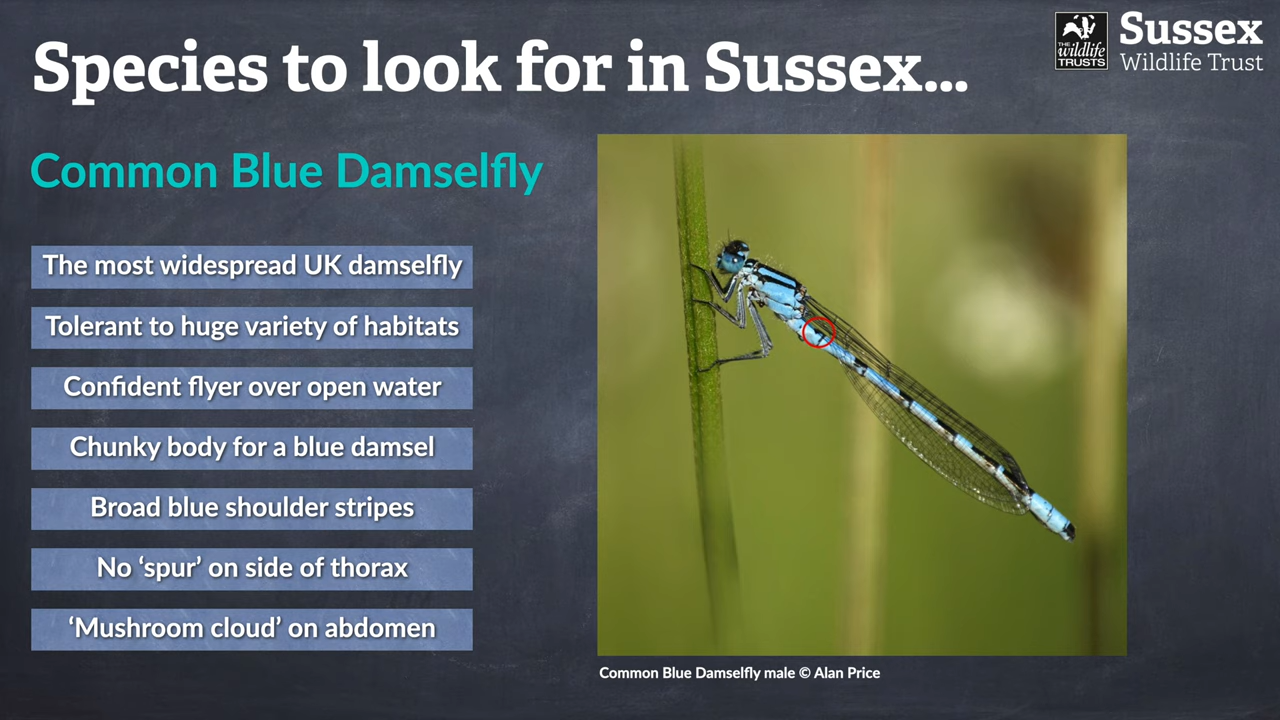 Species to look for in Sussex...
THE
wildlife
TRUSTS
Sussex
Wildlife Trust
Common Blue Damselfly
The most widespread UK damselfly
Tolerant to huge variety of habitats
Confident flyer over open water
Chunky body for a blue damsel
Broad blue shoulder stripes
No ‘spur’ on side of thorax
‘Mushroom cloud’ on abdomen
Common Blue Damselfly male © Alan Price